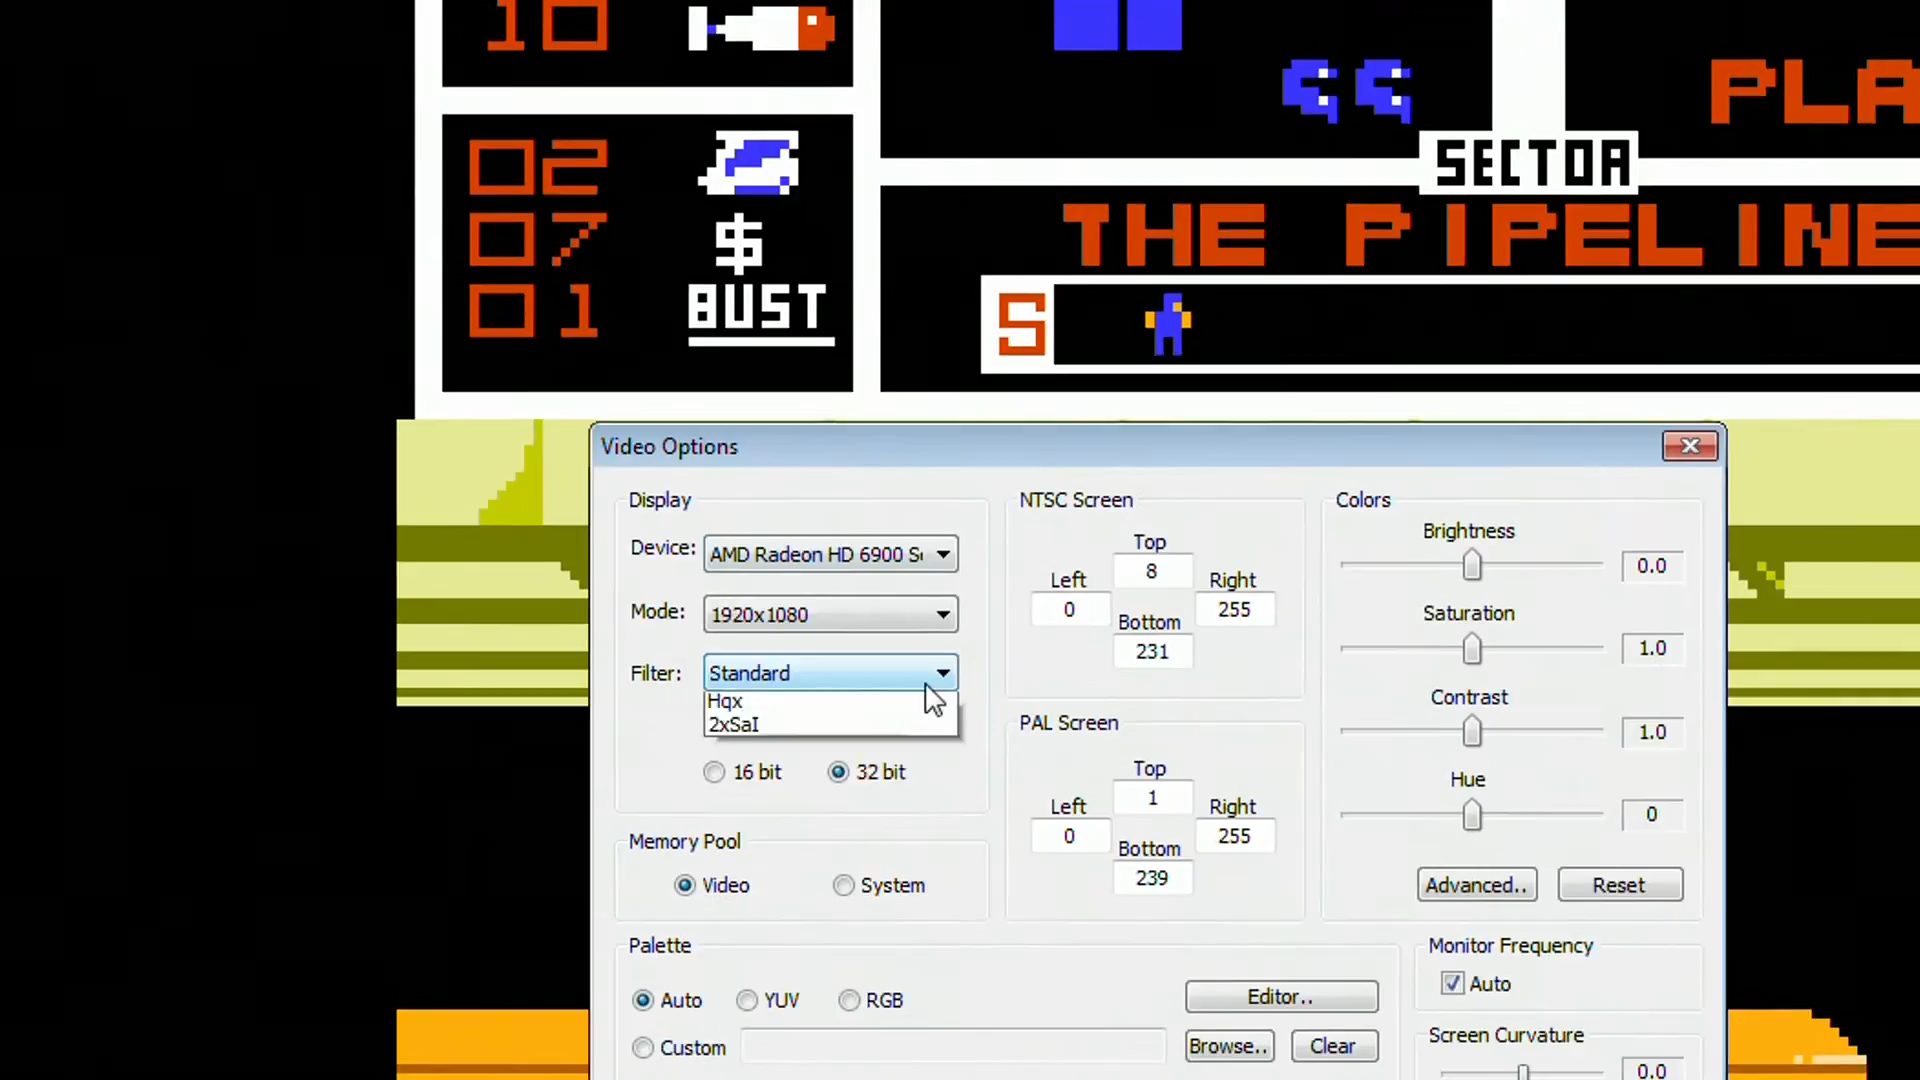 10
02
07 $
01 BUST
PLA
SECTOR
THE PIPELINE
S
Video Options
Display
Device: AMD Radeon HD 6900 Se
Mode: 1920x1080
Filter: Standard
Hqx
2xSaI
16 bit 32 bit
Memory Pool
Video System
NTSC Screen
Top
8
Left Right
0 255
Bottom
231
PAL Screen
Top
1
Left Right
0 255
Bottom
239
Colors
Brightness
0.0
Saturation
1.0
Contrast
1.0
Hue
0
Advanced.. Reset
Palette
Auto YUV RGB Editor..
Custom Browse.. Clear
Monitor Frequency
Auto
Screen Curvature
0.0